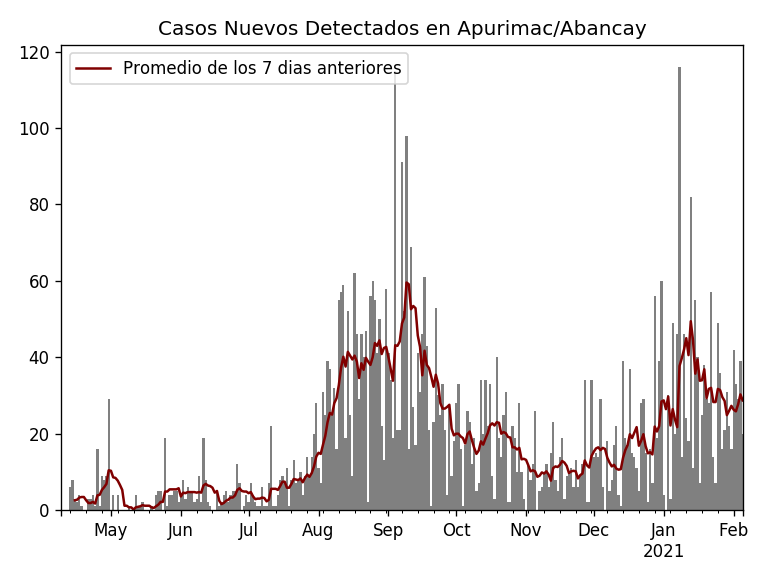 Casos Nuevos Detectados en Apurimac/Abancay
Promedio de los 7 dias anteriores
120
100
80
60
40
20
0
May Jun Jul Aug Sep Oct Nov Dec Jan Feb
2021